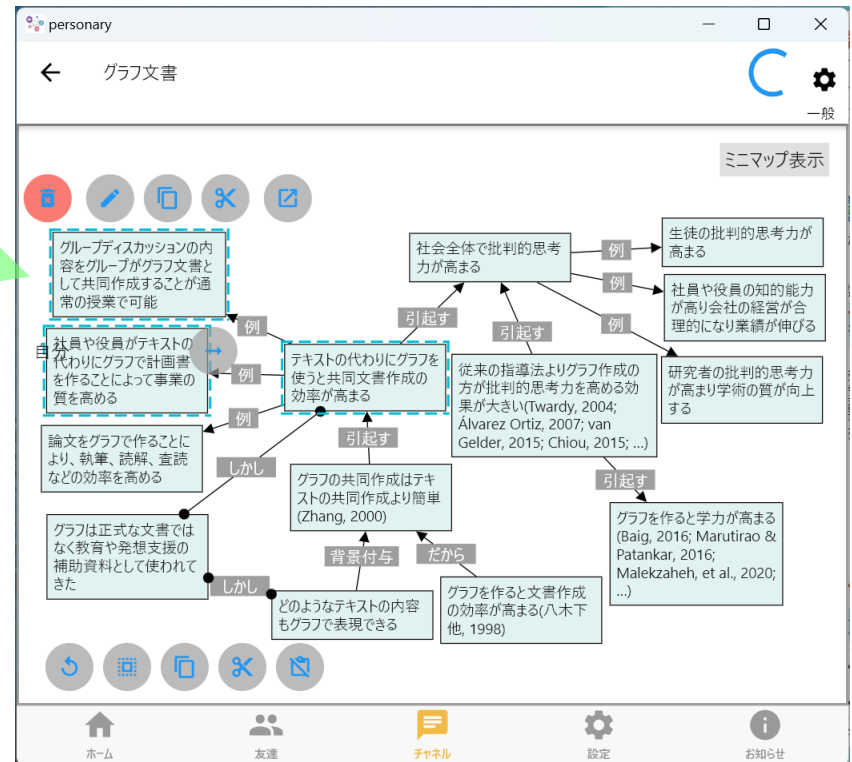 personary
グラフ文書
一般
ミニマップ表示
グループディスカッションの内
容をグループがグラフ文書と
して共同作成することが通
常の授業で可能
社会全体で批判的思考
力が高まる
例
生徒の批判的思考力が
高まる
例
社員や役員の知的能力
が高り会社の経営が合
理的になり業績が伸びる
例
研究者の批判的思考力
が高まり学術の質が向上
する
引起す
引起す
例
自分
社員や役員がテキストの
代わりにグラフで計画書
を作ることによって事業の
質を高める
例
テキストの代わりにグラフを
使うと共同文書作成の
効率が高まる
従来の指導法よりグラフ作成の
方が批判的思考力を高める効
果が大きい(Twardy, 2004;
Álvarez Ortiz, 2007; van
Gelder, 2015; Chiou, 2015; ...)
例
論文をグラフで作ることに
より、執筆、読解、査読
などの効率を高める
しかし
引起す
引起す
グラフの共同作成はテキ
ストの共同作成より簡単
(Zhang, 2000)
グラフを作ると学力が高まる
(Baig, 2016; Marutirao &
Patankar, 2016;
Malekzaheh, et al., 2020;
...)
グラフは正式な文書では
なく教育や発想支援の
補助資料として使われて
きた
背景付与
だから
しかし
どのようなテキストの内容
もグラフで表現できる
グラフを作ると文書作成
の効率が高まる(八木下
他, 1998)
ホーム
友達
チャネル
設定
お知らせ